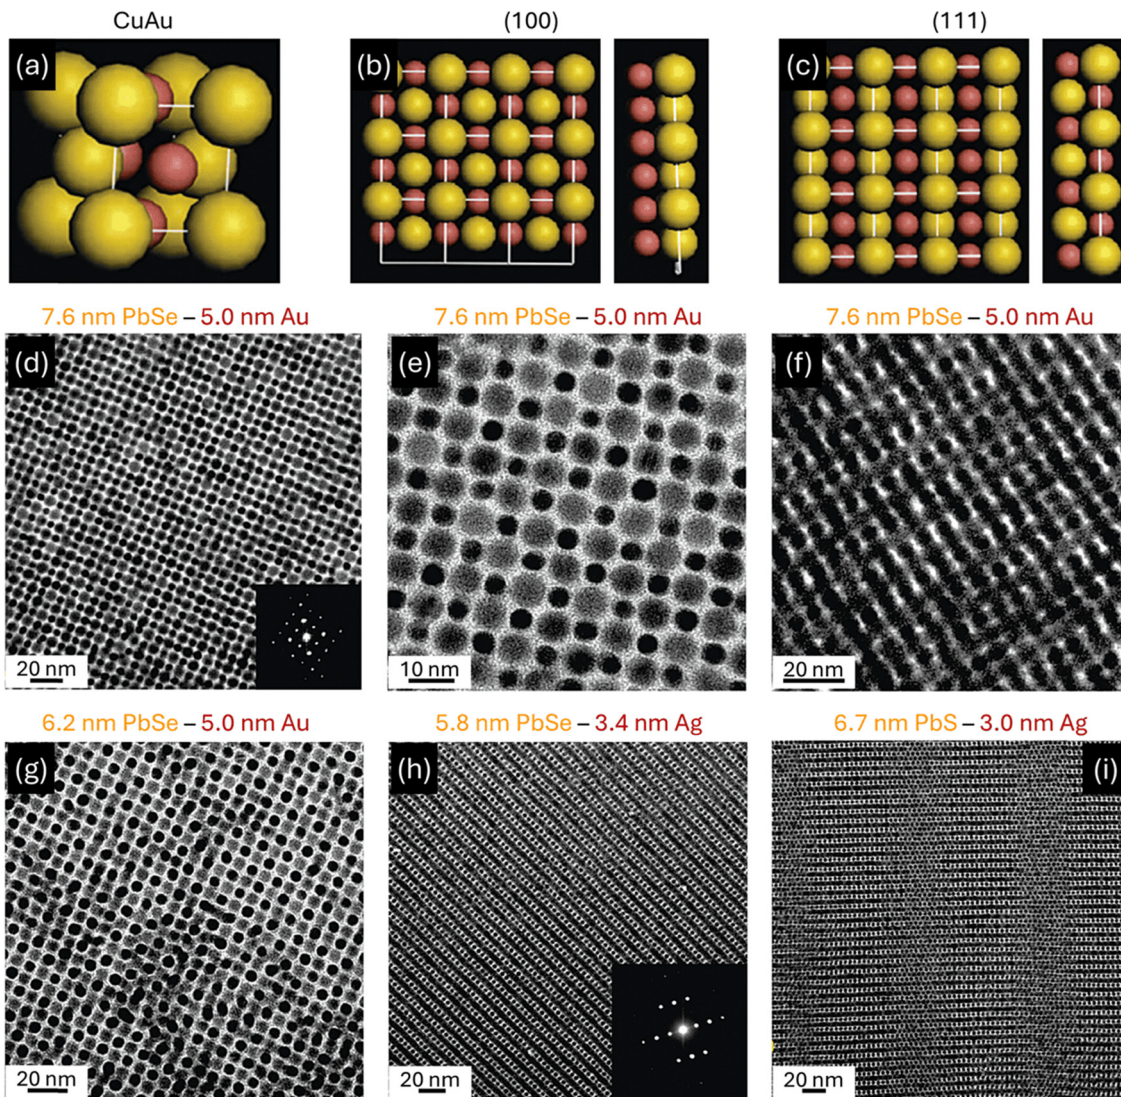 CuAu (100) (111)
(a) (b) (c)
7.6 nm PbSe – 5.0 nm Au 7.6 nm PbSe – 5.0 nm Au 7.6 nm PbSe – 5.0 nm Au
(d) (e) (f)
20 nm 10 nm 20 nm
6.2 nm PbSe – 5.0 nm Au 5.8 nm PbSe – 3.4 nm Ag 6.7 nm PbS – 3.0 nm Ag
(g) (h) (i)
20 nm 20 nm 20 nm